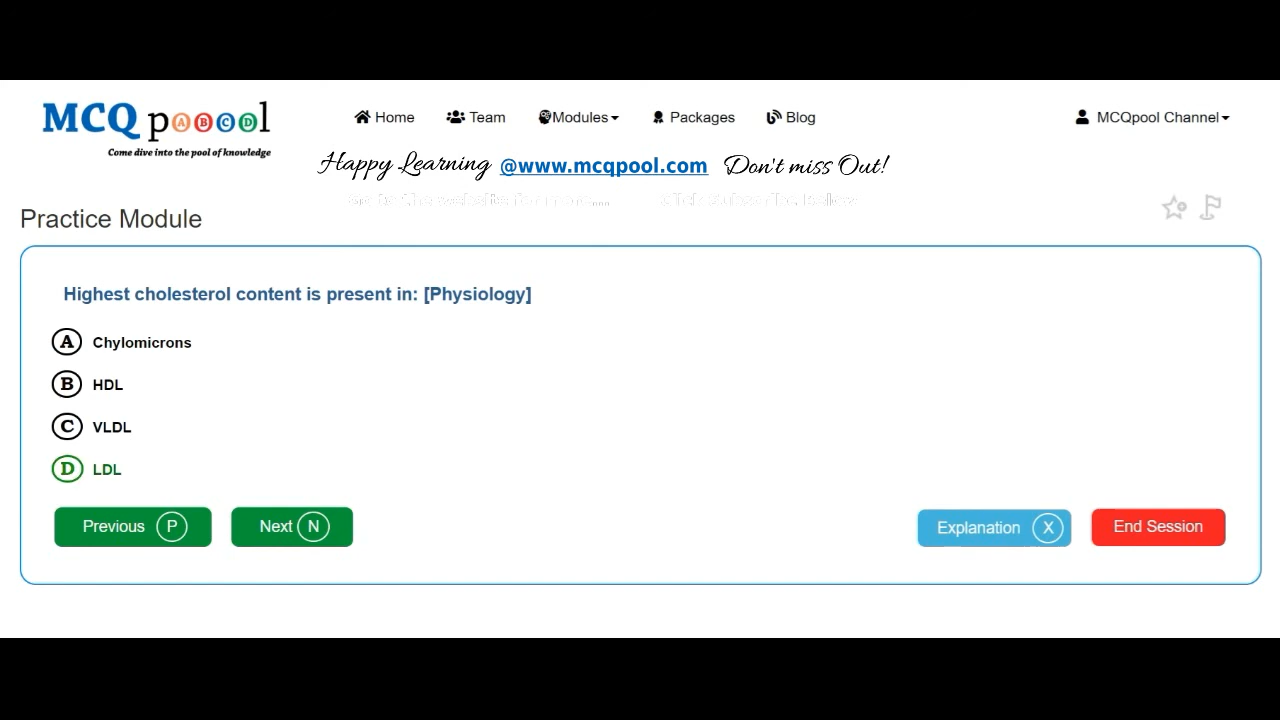 MCQ pABCDl
Come dive into the pool of knowledge
Home Team Modules Packages Blog MCQpool Channel
Happy Learning @www.mcqpool.com Don't miss Out!
Practice Module
Highest cholesterol content is present in: [Physiology]
A Chylomicrons
B HDL
C VLDL
D LDL
Previous P Next N Explanation X End Session